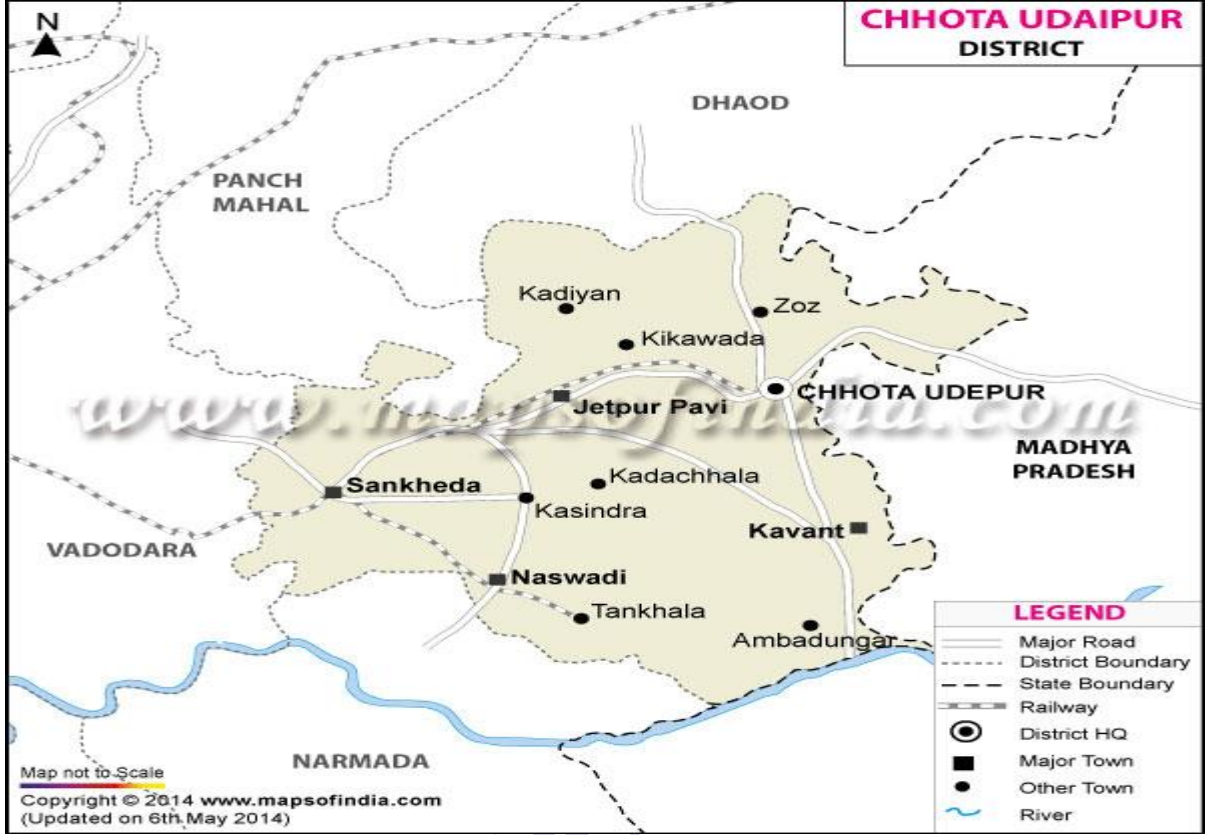 N
CHHOTA UDAIPUR
DISTRICT
DHAOD
PANCH
MAHAL
Kadiyan
Zoz
Kikawada
CHHOTA UDEPUR
Jetpur Pavi
www.mapsofindia.com
MADHYA
PRADESH
Kadachhala
Sankheda
Kasindra
Kavant
VADODARA
Naswadi
Tankhala
Ambadungar
LEGEND
Major Road
District Boundary
State Boundary
Railway
District HQ
Major Town
Other Town
River
NARMADA
Map not to Scale
Copyright © 2014 www.mapsofindia.com
(Updated on 6th May 2014)